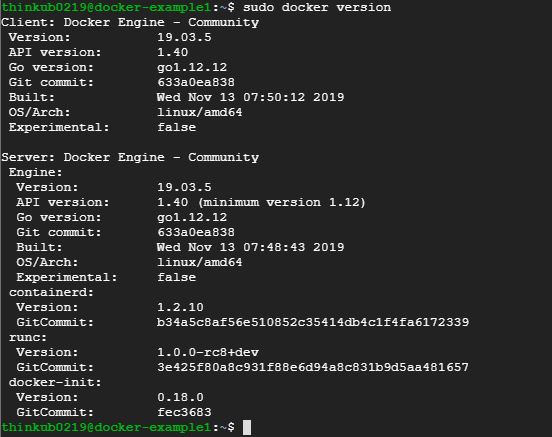 thinkub0219@docker-example1:~$ sudo docker version
Client: Docker Engine - Community
 Version:           19.03.5
 API version:       1.40
 Go version:        go1.12.12
 Git commit:        633a0ea838
 Built:             Wed Nov 13 07:50:12 2019
 OS/Arch:           linux/amd64
 Experimental:      false

Server: Docker Engine - Community
 Engine:
  Version:          19.03.5
  API version:      1.40 (minimum version 1.12)
  Go version:       go1.12.12
  Git commit:       633a0ea838
  Built:            Wed Nov 13 07:48:43 2019
  OS/Arch:          linux/amd64
  Experimental:     false
 containerd:
  Version:          1.2.10
  GitCommit:        b34a5c8af56e510852c35414db4c1f4fa6172339
 runc:
  Version:          1.0.0-rc8+dev
  GitCommit:        3e425f80a8c931f88e6d94a8c831b9d5aa481657
 docker-init:
  Version:          0.18.0
  GitCommit:        fec3683
thinkub0219@docker-example1:~$